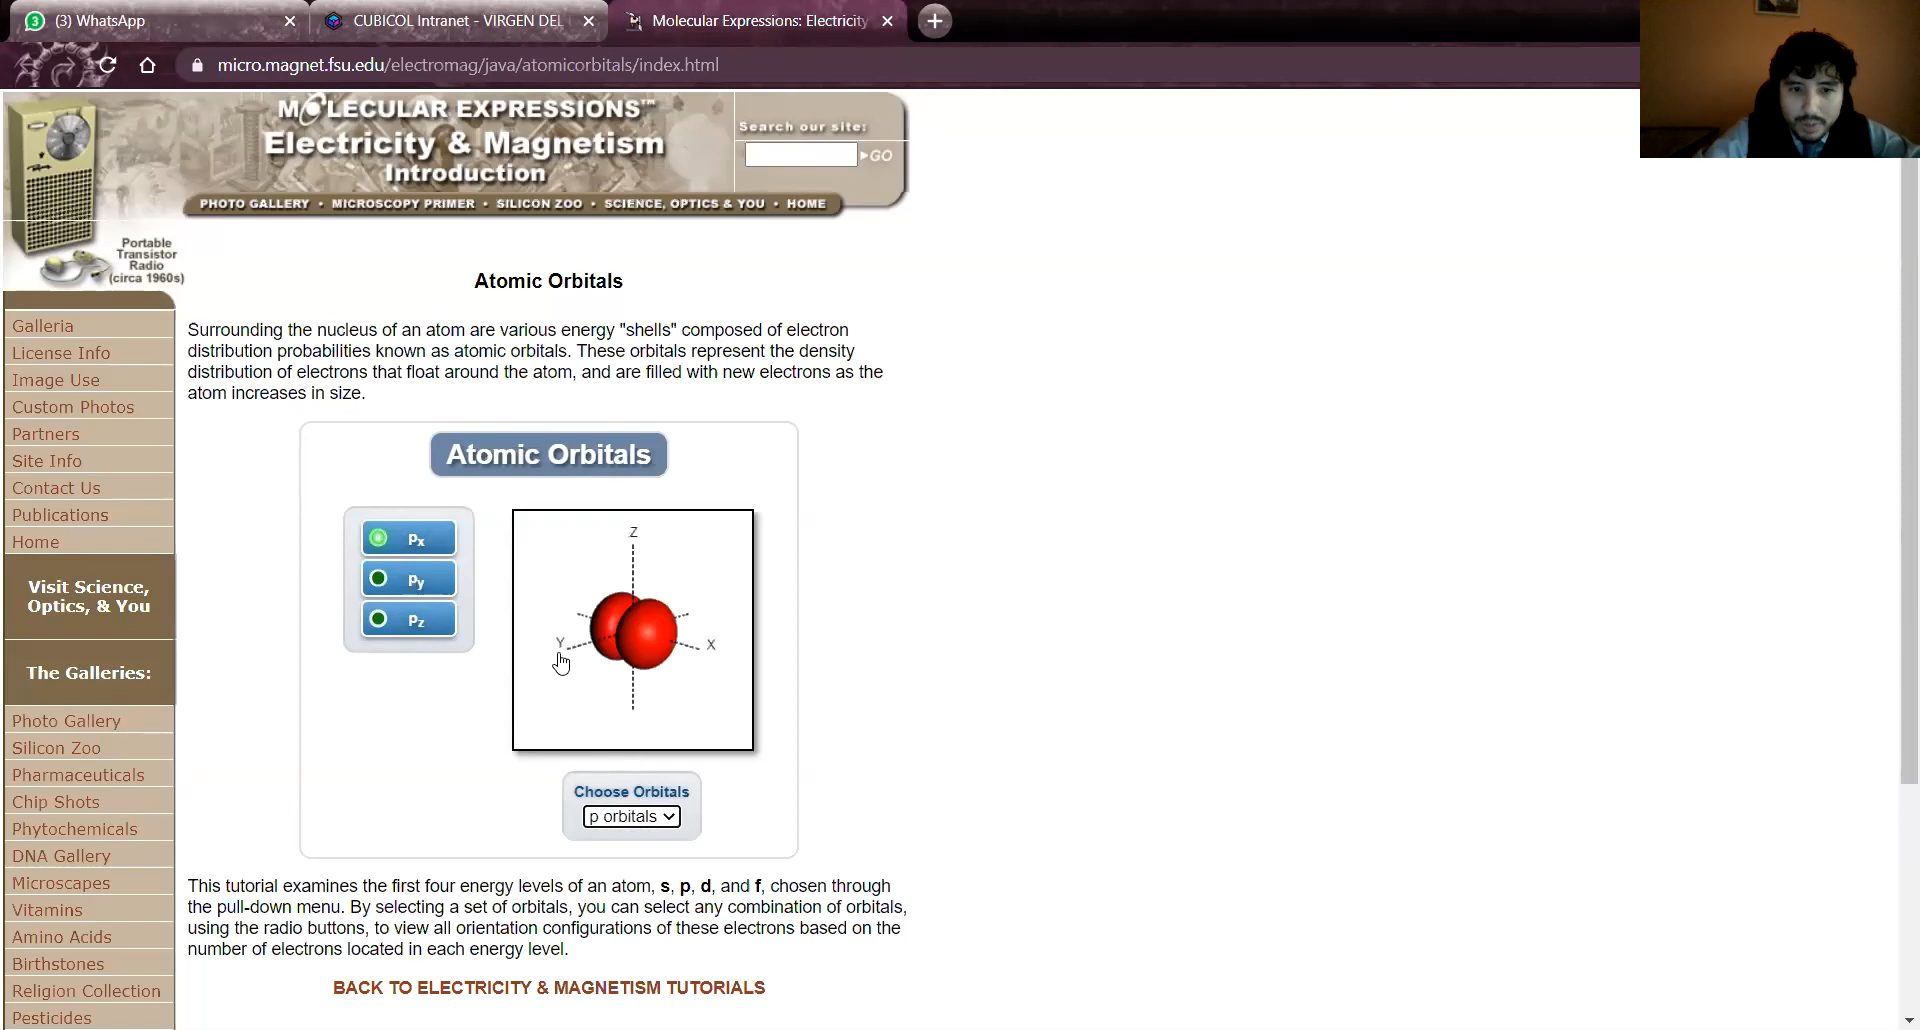 (3) WhatsApp
CUBICOL Intranet - VIRGEN DEL
Molecular Expressions: Electricity
micro.magnet.fsu.edu/electromag/java/atomicorbitals/index.html
MOLECULAR EXPRESSIONS™
Electricity & Magnetism
Introduction
Search our site:
GO
PHOTO GALLERY • MICROSCOPY PRIMER • SILICON ZOO • SCIENCE, OPTICS & YOU • HOME
Portable
Transistor
Radio
(circa 1960s)
Galleria
License Info
Image Use
Custom Photos
Partners
Site Info
Contact Us
Publications
Home
Visit Science,
Optics, & You
The Galleries:
Photo Gallery
Silicon Zoo
Pharmaceuticals
Chip Shots
Phytochemicals
DNA Gallery
Microscapes
Vitamins
Amino Acids
Birthstones
Religion Collection
Pesticides
Atomic Orbitals
Surrounding the nucleus of an atom are various energy "shells" composed of electron
distribution probabilities known as atomic orbitals. These orbitals represent the density
distribution of electrons that float around the atom, and are filled with new electrons as the
atom increases in size.
Atomic Orbitals
px
py
pz
Z
Y
X
Choose Orbitals
p orbitals
This tutorial examines the first four energy levels of an atom, s, p, d, and f, chosen through
the pull-down menu. By selecting a set of orbitals, you can select any combination of orbitals,
using the radio buttons, to view all orientation configurations of these electrons based on the
number of electrons located in each energy level.
BACK TO ELECTRICITY & MAGNETISM TUTORIALS